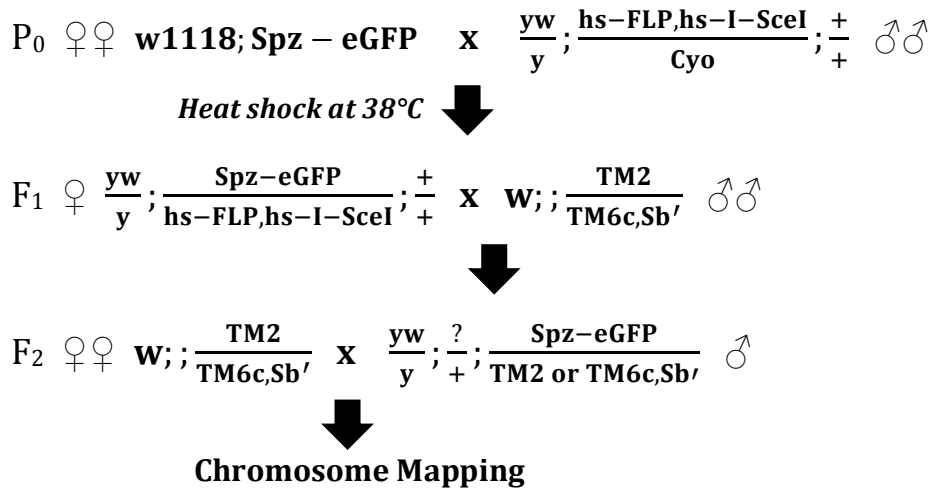 P₀ ♀♀ w1118; Spz – eGFP x yw/y ; hs–FLP,hs–I–SceI/Cyo ; +/+ ♂♂
Heat shock at 38°C
F₁ ♀ yw/y ; Spz–eGFP/hs–FLP,hs–I–SceI ; +/+ x w; ; TM2/TM6c,Sb′ ♂♂
F₂ ♀♀ w; ; TM2/TM6c,Sb′ x yw/y ; ?/+ ; Spz–eGFP/TM2 or TM6c,Sb′ ♂
Chromosome Mapping